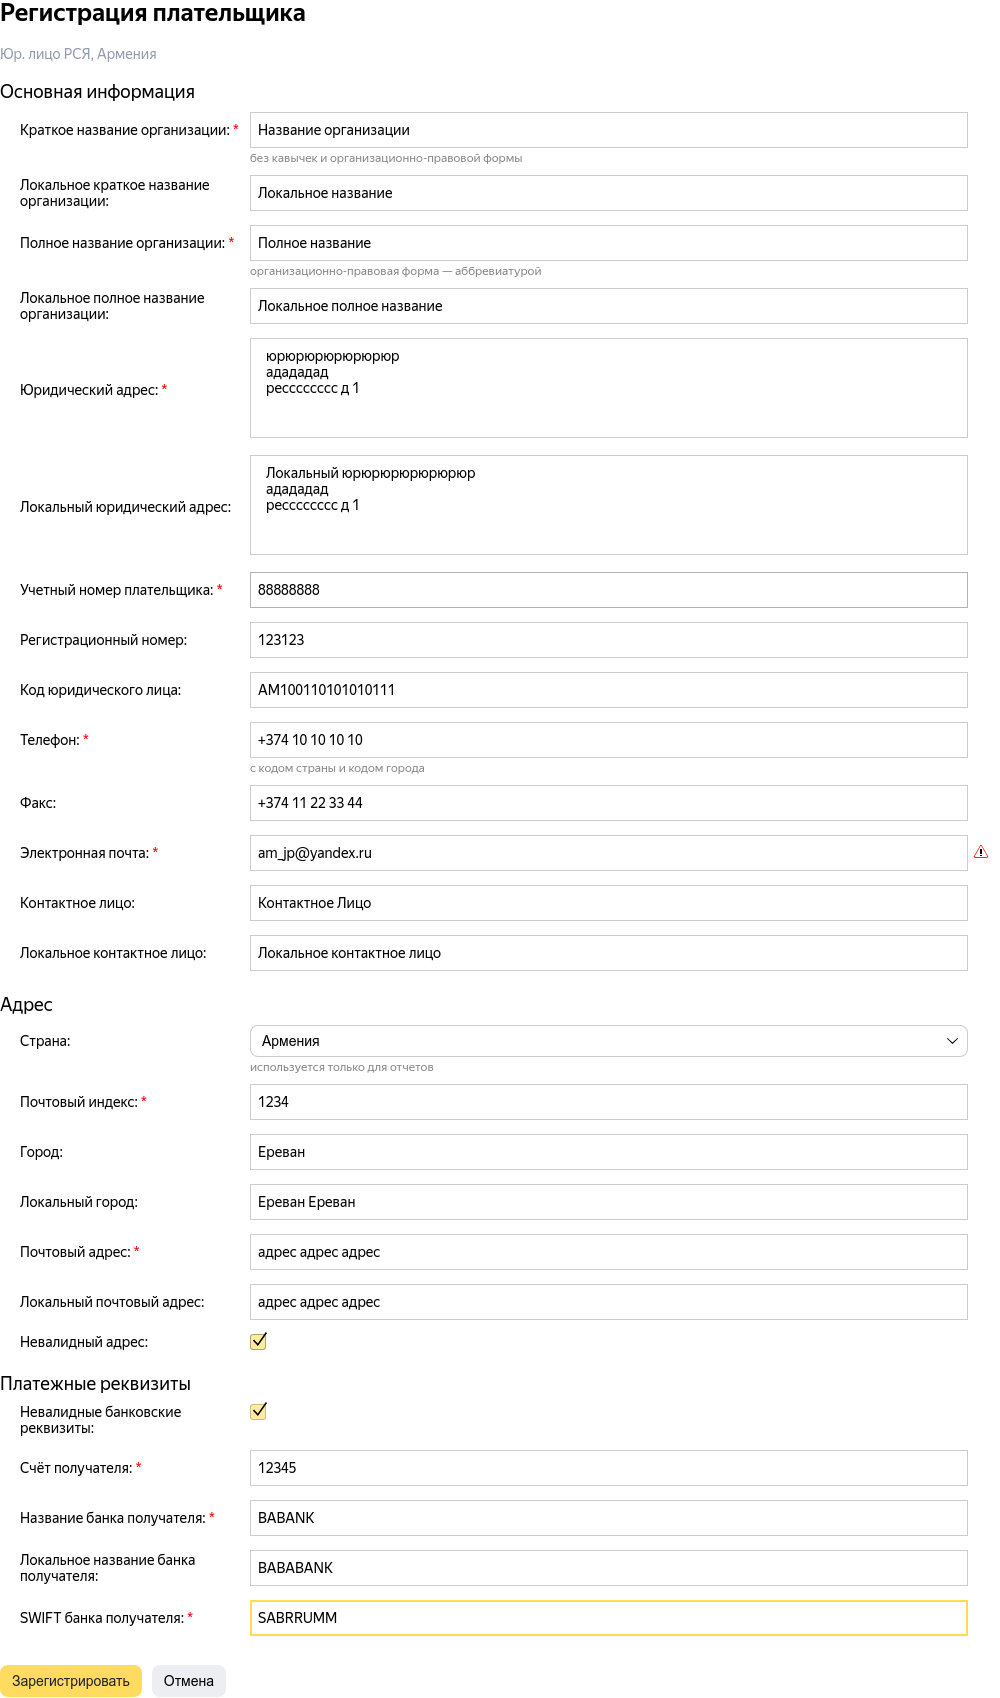 Регистрация плательщика
Юр. лицо РСЯ, Армения
Основная информация
Краткое название организации: * Название организации
без кавычек и организационно-правовой формы
Локальное краткое название
организации:
Локальное название
Полное название организации: * Полное название
организационно-правовая форма — аббревиатурой
Локальное полное название
организации:
Локальное полное название
Юридический адрес: *
юрюрюрюрюрюрюр
адададад
рессссссcс д 1
Локальный юридический адрес:
Локальный юрюрюрюрюрюрюр
адададад
рессссссcс д 1
Учетный номер плательщика: * 88888888
Регистрационный номер: 123123
Код юридического лица: AM100110101010111
Телефон: * +374 10 10 10 10
с кодом страны и кодом города
Факс: +374 11 22 33 44
Электронная почта: * am_jp@yandex.ru
Контактное лицо: Контактное Лицо
Локальное контактное лицо: Локальное контактное лицо
Адрес
Страна: Армения
используется только для отчетов
Почтовый индекс: * 1234
Город: Ереван
Локальный город: Ереван Ереван
Почтовый адрес: * адрес адрес адрес
Локальный почтовый адрес: адрес адрес адрес
Невалидный адрес:
Платежные реквизиты
Невалидные банковские
реквизиты:
Счёт получателя: * 12345
Название банка получателя: * BABANK
Локальное название банка
получателя:
BABABANK
SWIFT банка получателя: * SABRRUMM
Зарегистрировать Отмена